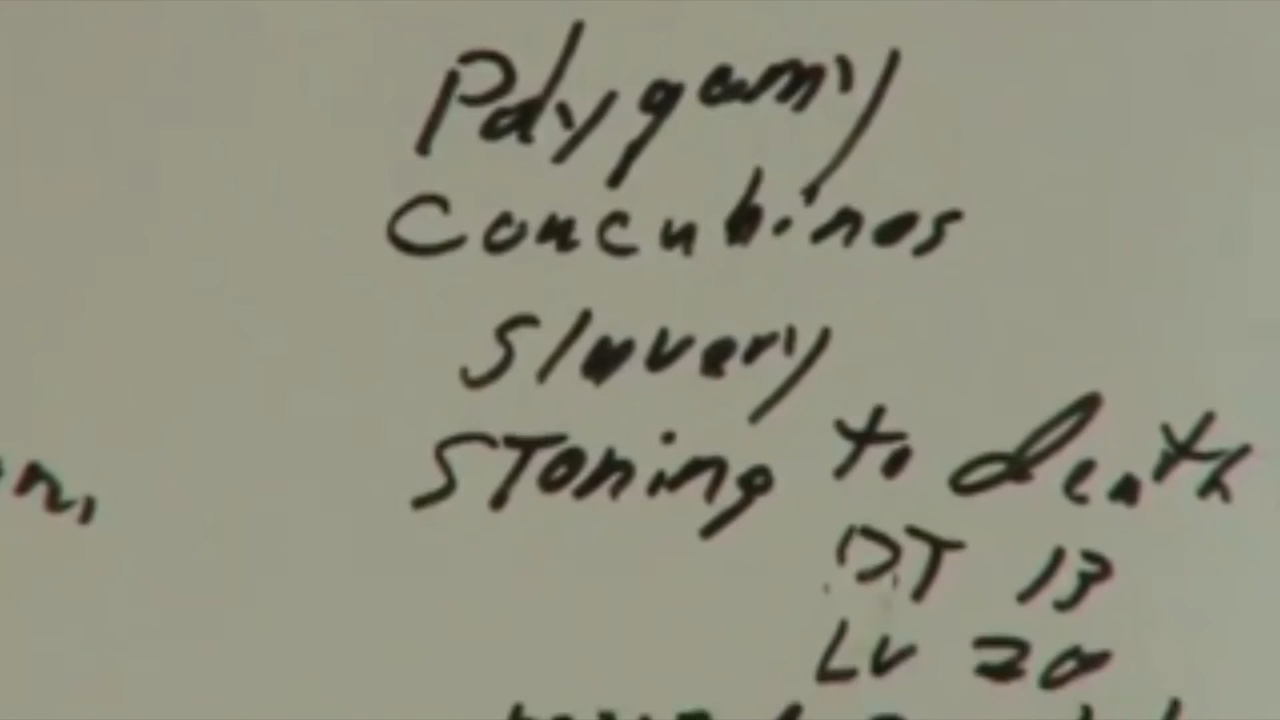 Polygamy
Concubines
Slavery
Stoning to death
DT 13
LV 20